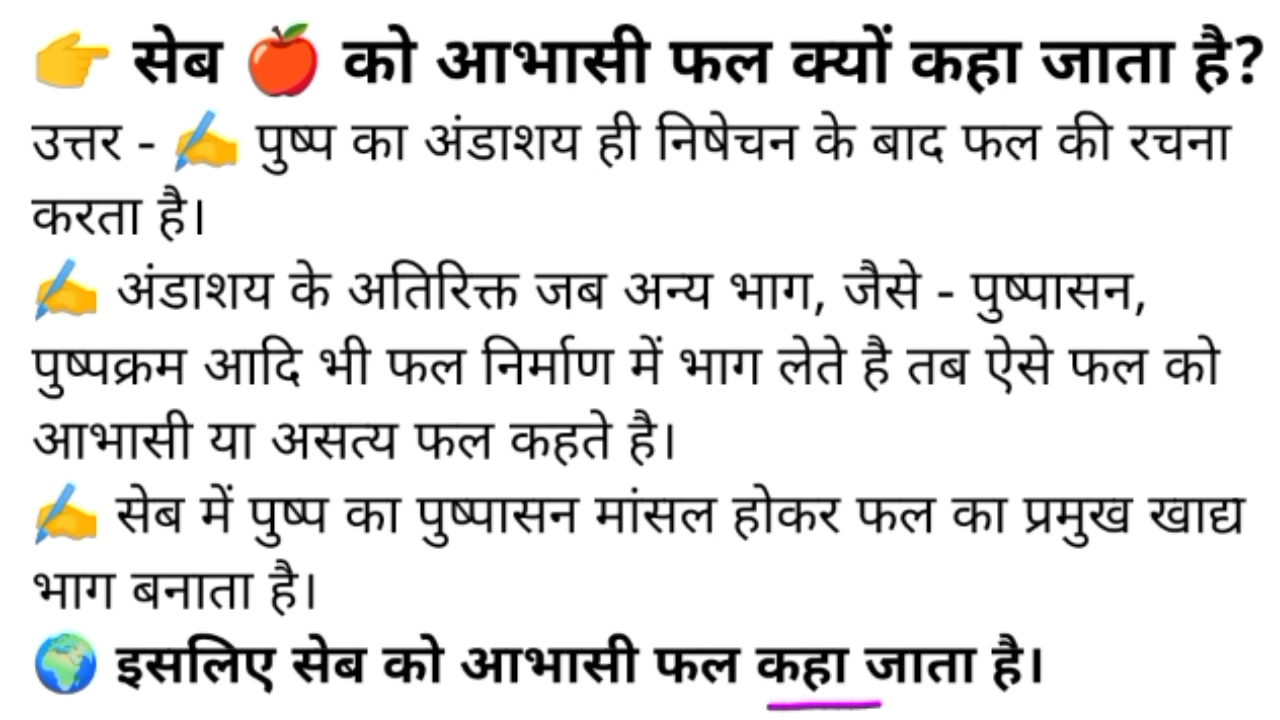 👉 सेब 🍎 को आभासी फल क्यों कहा जाता है?
उत्तर - ✍️ पुष्प का अंडाशय ही निषेचन के बाद फल की रचना
करता है।
✍️ अंडाशय के अतिरिक्त जब अन्य भाग, जैसे - पुष्पासन,
पुष्पक्रम आदि भी फल निर्माण में भाग लेते है तब ऐसे फल को
आभासी या असत्य फल कहते है।
✍️ सेब में पुष्प का पुष्पासन मांसल होकर फल का प्रमुख खाद्य
भाग बनाता है।
🌍 इसलिए सेब को आभासी फल कहा जाता है।